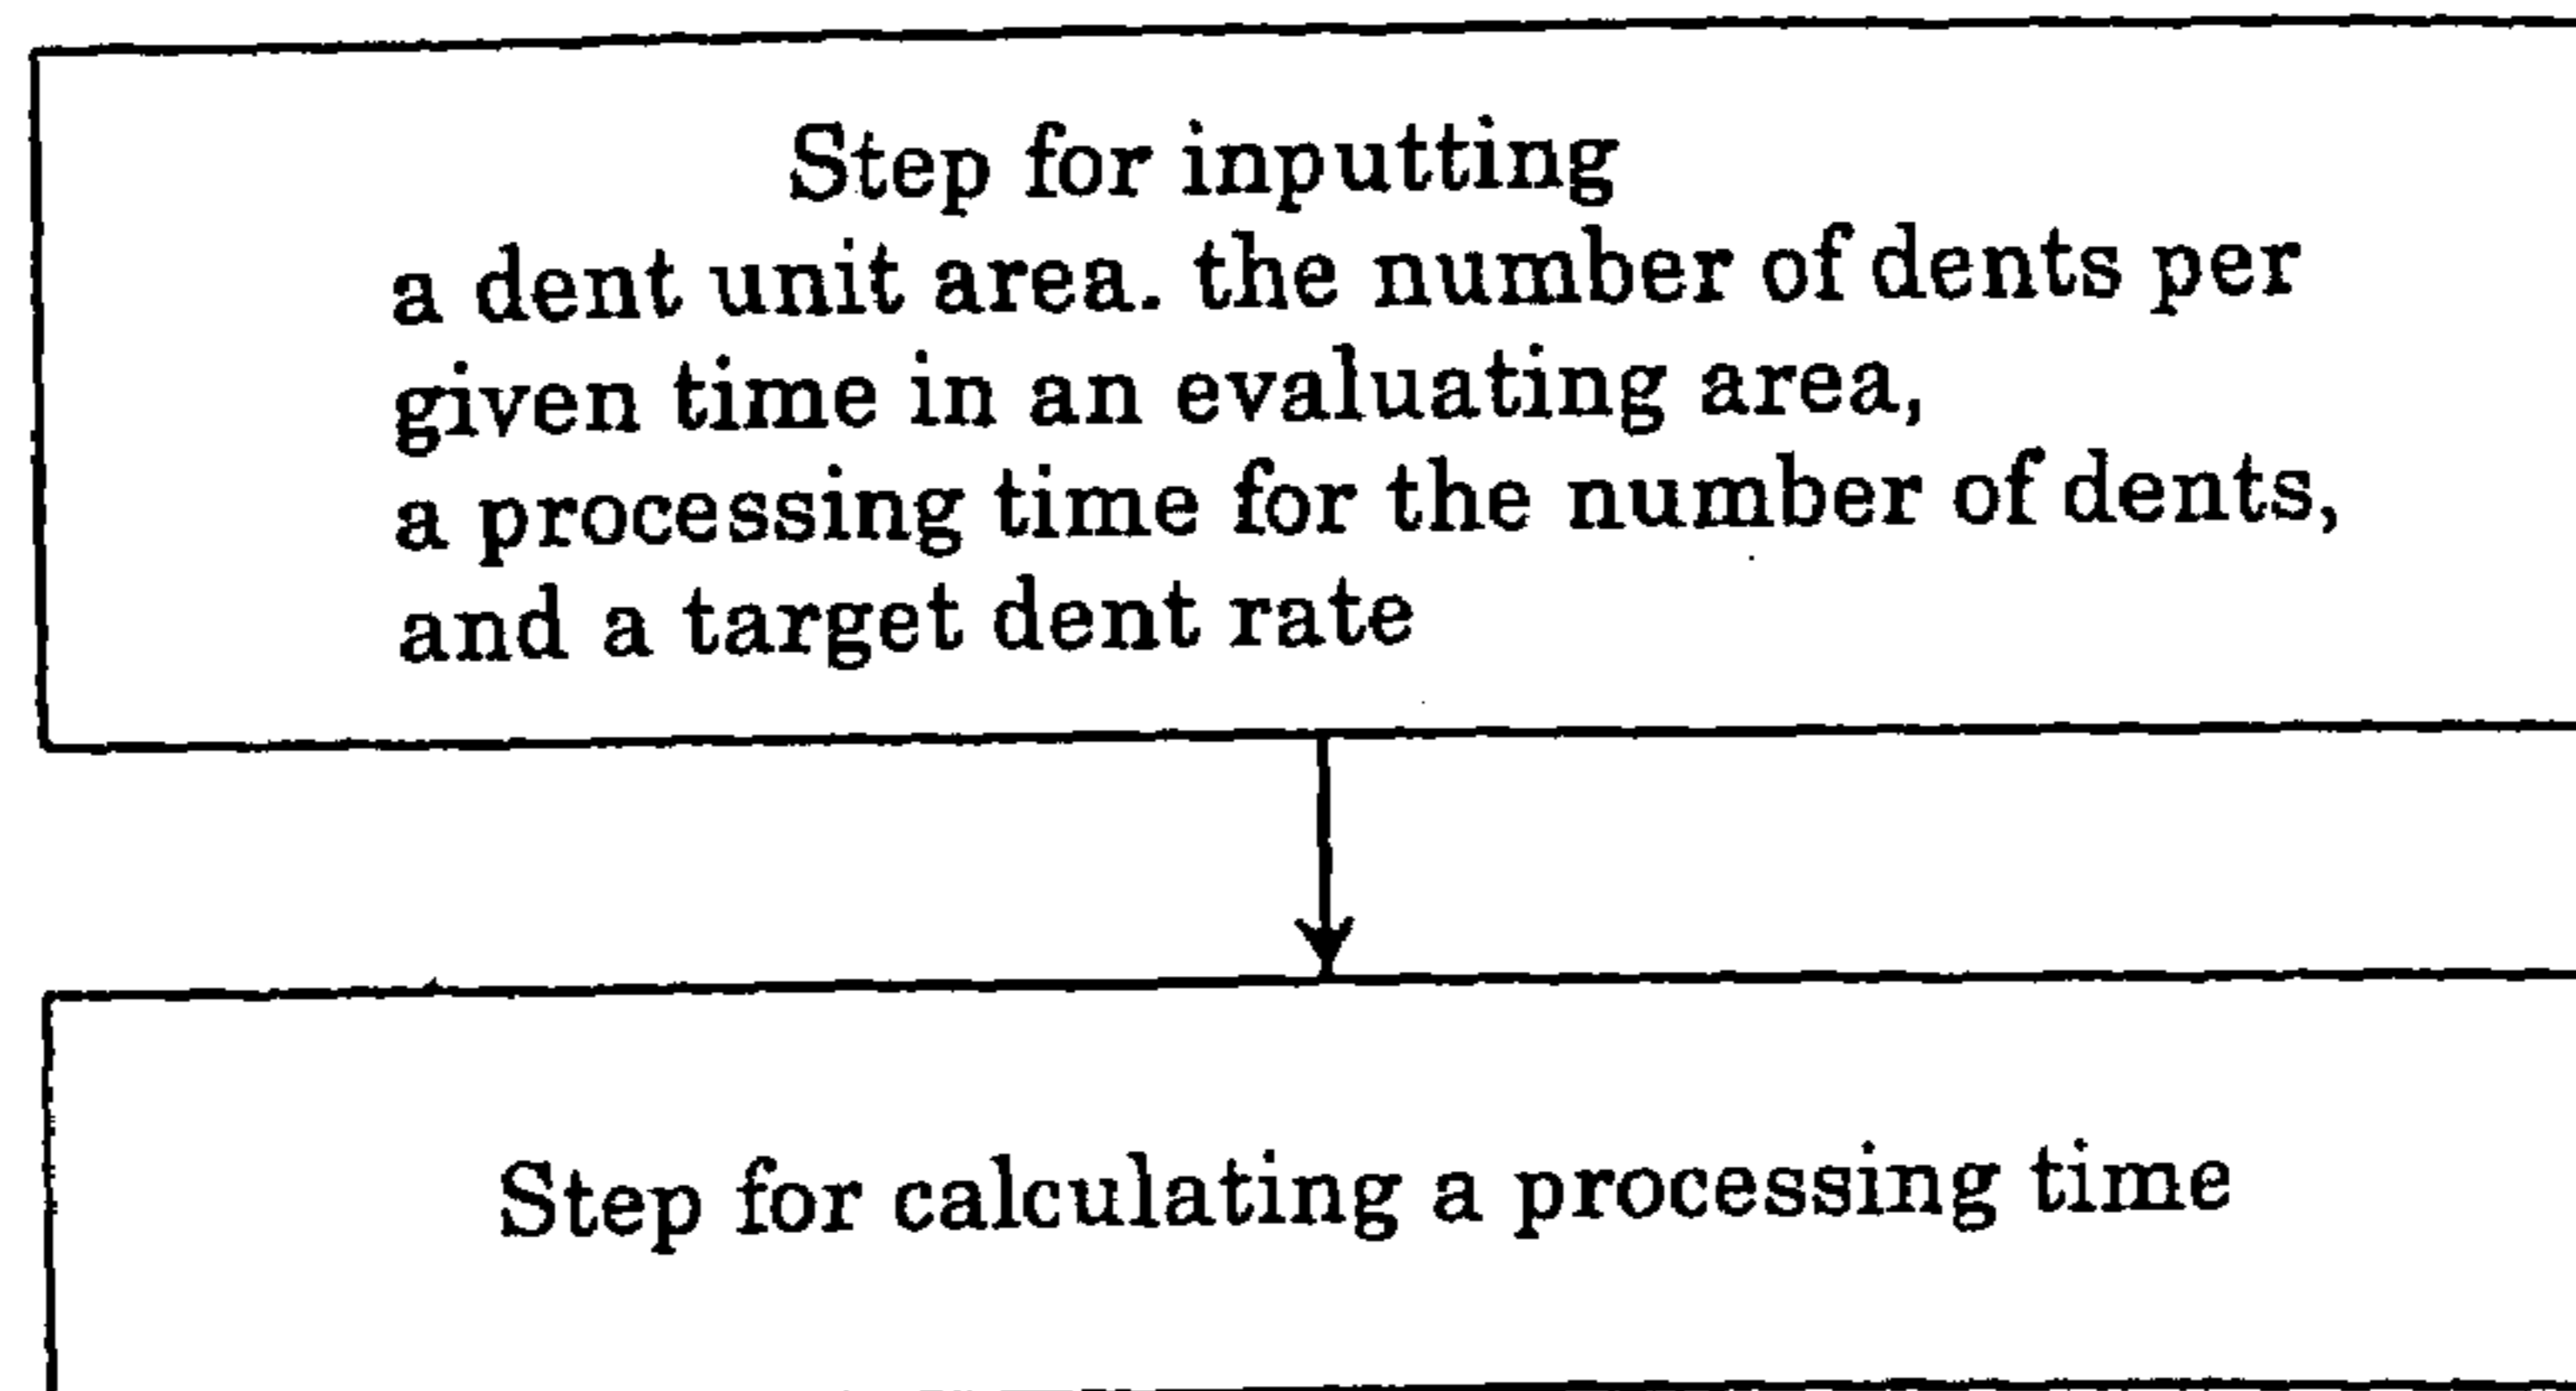 Step for inputting
a dent unit area. the number of dents per
given time in an evaluating area,
a processing time for the number of dents,
and a target dent rate
Step for calculating a processing time